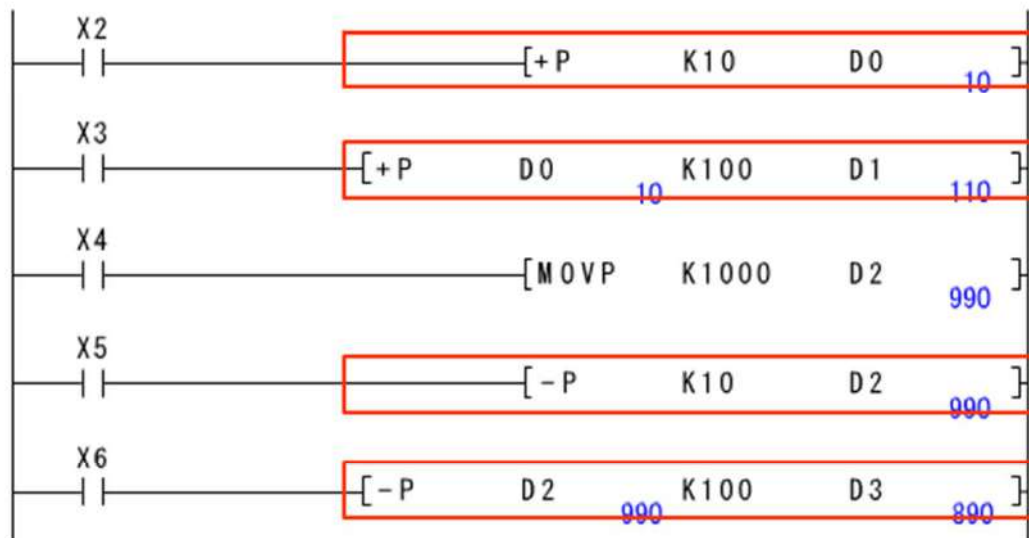 X2
[+P K10 D0 ]
10
X3
[+P D0 K100 D1 ]
10 110
X4
[MOVP K1000 D2 ]
990
X5
[-P K10 D2 ]
990
X6
[-P D2 K100 D3 ]
990 890